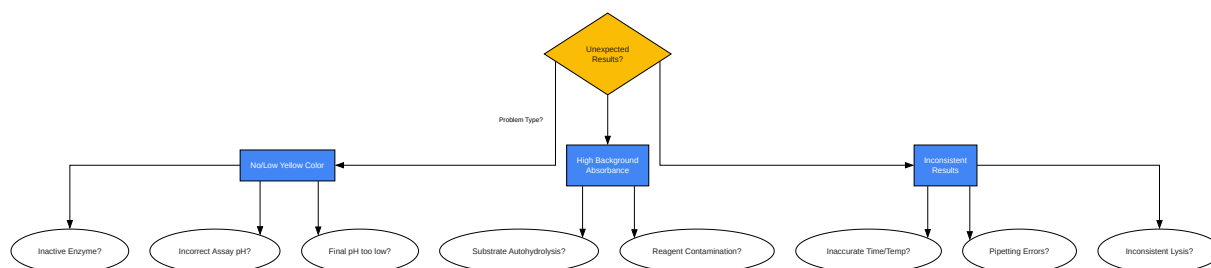 Unexpected
Results?
Problem Type?
No/Low Yellow Color
High Background
Absorbance
Inconsistent
Results
Inactive Enzyme?
Incorrect Assay pH?
Final pH too low?
Substrate Autohydrolysis?
Reagent Contamination?
Inaccurate Time/Temp?
Pipetting Errors?
Inconsistent Lysis?